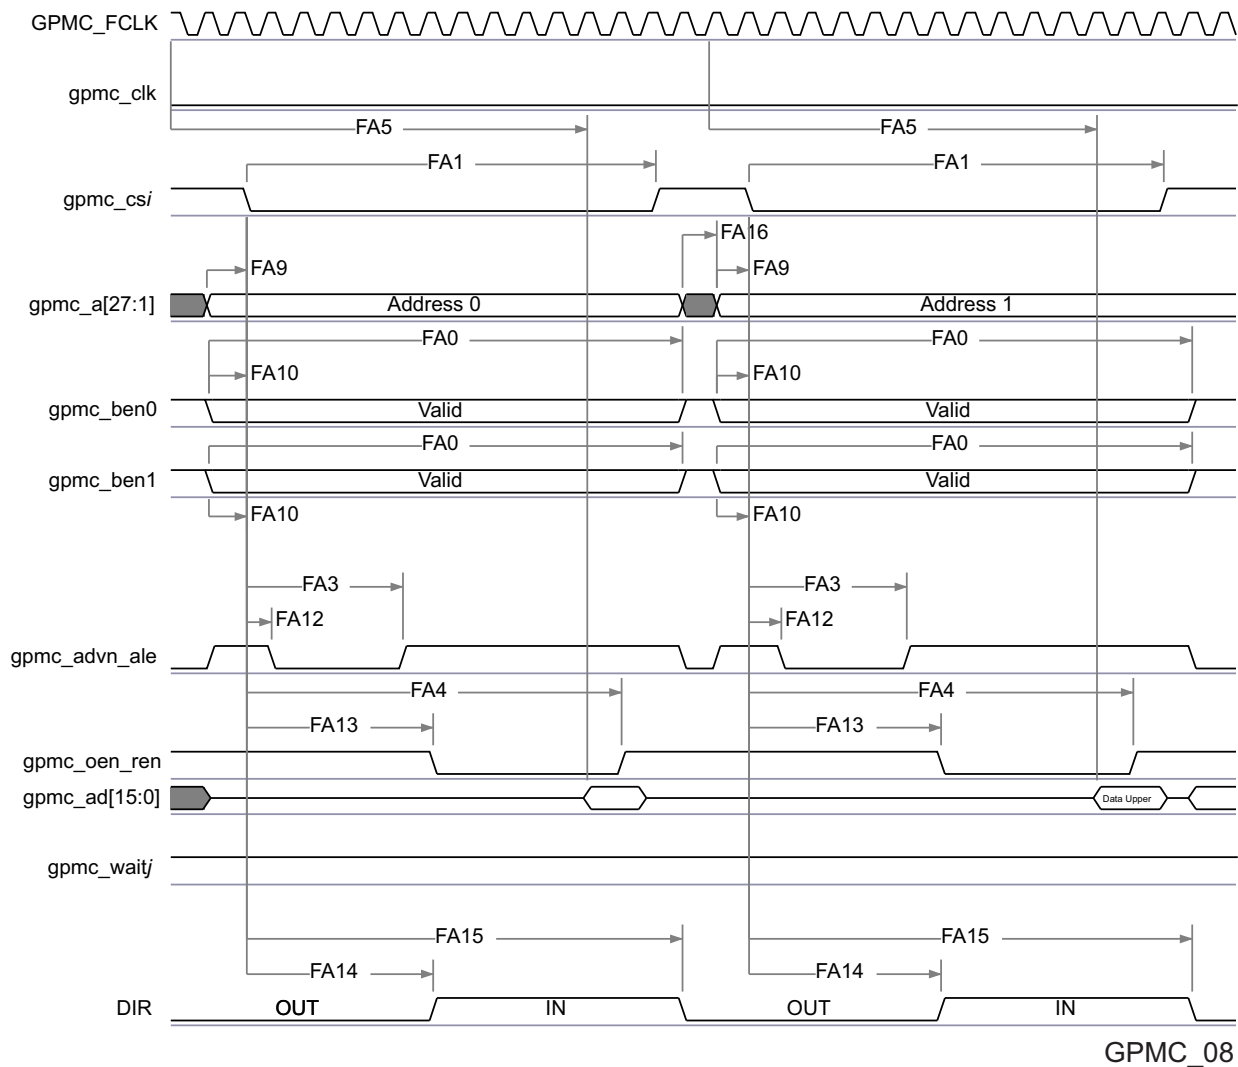 GPMC_FCLK
gpmc_clk
FA5 FA5
FA1 FA1
gpmc_csi
FA16
FA9 FA9
gpmc_a[27:1] Address 0 Address 1
FA0 FA0
FA10 FA10
gpmc_ben0 Valid Valid
FA0 FA0
gpmc_ben1 Valid Valid
FA10 FA10
FA3 FA3
FA12 FA12
gpmc_advn_ale
FA4 FA4
FA13 FA13
gpmc_oen_ren
gpmc_ad[15:0] Data Upper
gpmc_waitj
FA15 FA15
FA14 FA14
DIR OUT IN OUT IN
GPMC_08